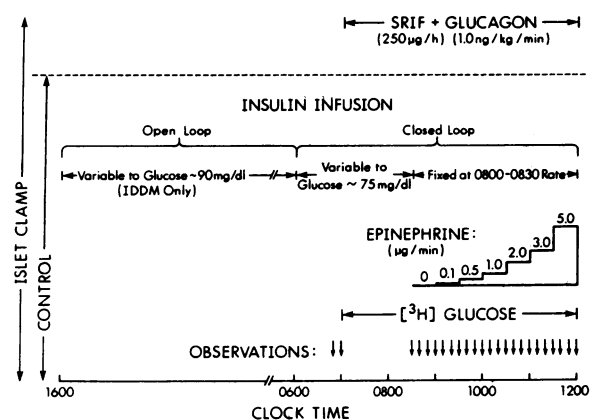 SRIF + GLUCAGON
(250µg/h) (1.0ng/kg/min)
INSULIN INFUSION
Open Loop
Closed Loop
Variable to Glucose~90mg/dl
(IDDM Only)
Variable to
Glucose ~ 75mg/dl
Fixed at 0800-0830 Rate
EPINEPHRINE:
(µg/min)
0 0.1 0.5 1.0 2.0 3.0 5.0
[³H] GLUCOSE
OBSERVATIONS:
ISLET CLAMP
CONTROL
1600 0600 0800 1000 1200
CLOCK TIME